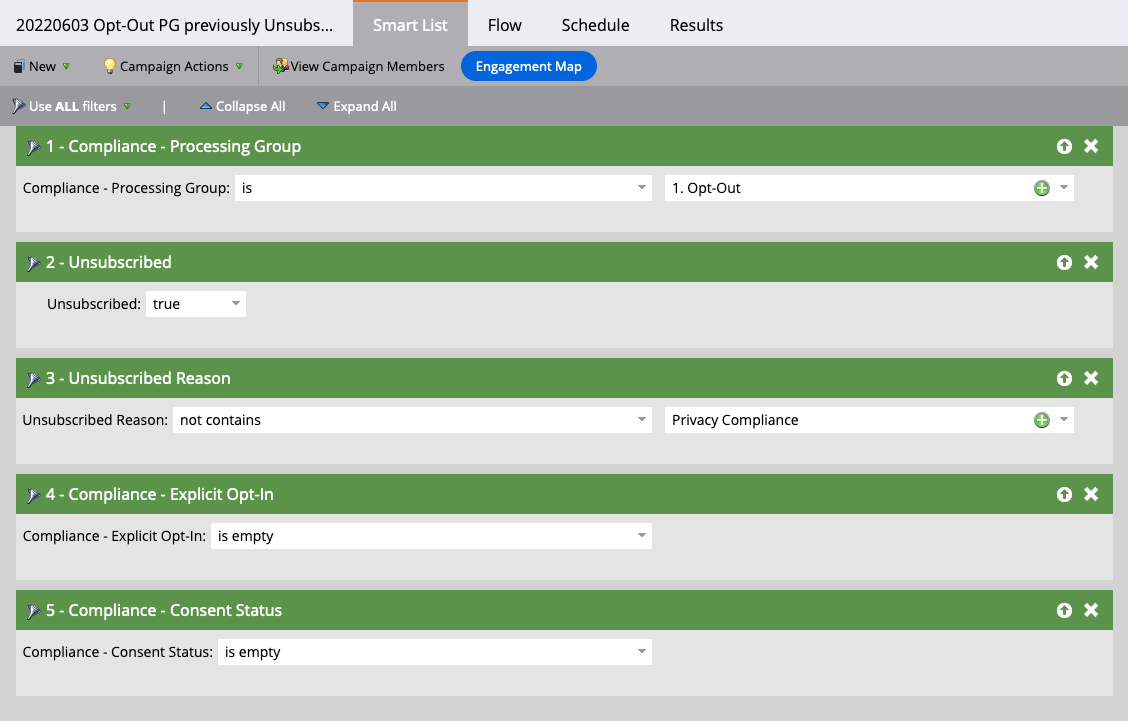 20220603 Opt-Out PG previously Unsubs... Smart List Flow Schedule Results
New Campaign Actions View Campaign Members Engagement Map
Use ALL filters | Collapse All Expand All
1 - Compliance - Processing Group
Compliance - Processing Group: is 1. Opt-Out
2 - Unsubscribed
Unsubscribed: true
3 - Unsubscribed Reason
Unsubscribed Reason: not contains Privacy Compliance
4 - Compliance - Explicit Opt-In
Compliance - Explicit Opt-In: is empty
5 - Compliance - Consent Status
Compliance - Consent Status: is empty